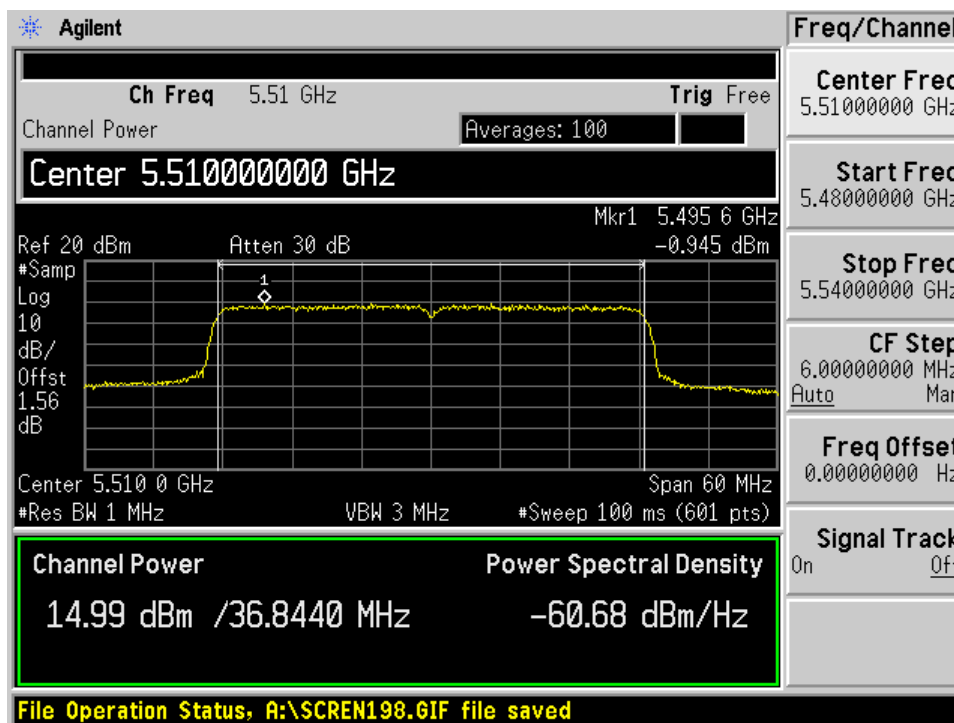 Agilent
Freq/Channel
Ch Freq 5.51 GHz Trig Free
Channel Power Averages: 100
Center 5.510000000 GHz
Mkr1 5.495 6 GHz
Ref 20 dBm Atten 30 dB -0.945 dBm
#Samp
Log
10
dB/
Offst
1.56
dB
1
Center 5.510 0 GHz Span 60 MHz
#Res BW 1 MHz VBW 3 MHz #Sweep 100 ms (601 pts)
Channel Power Power Spectral Density
14.99 dBm /36.8440 MHz -60.68 dBm/Hz
File Operation Status, A:\SCREN198.GIF file saved
Center Freq
5.51000000 GHz
Start Freq
5.48000000 GHz
Stop Freq
5.54000000 GHz
CF Step
6.00000000 MHz
Auto Man
Freq Offset
0.00000000 Hz
Signal Track
On Off